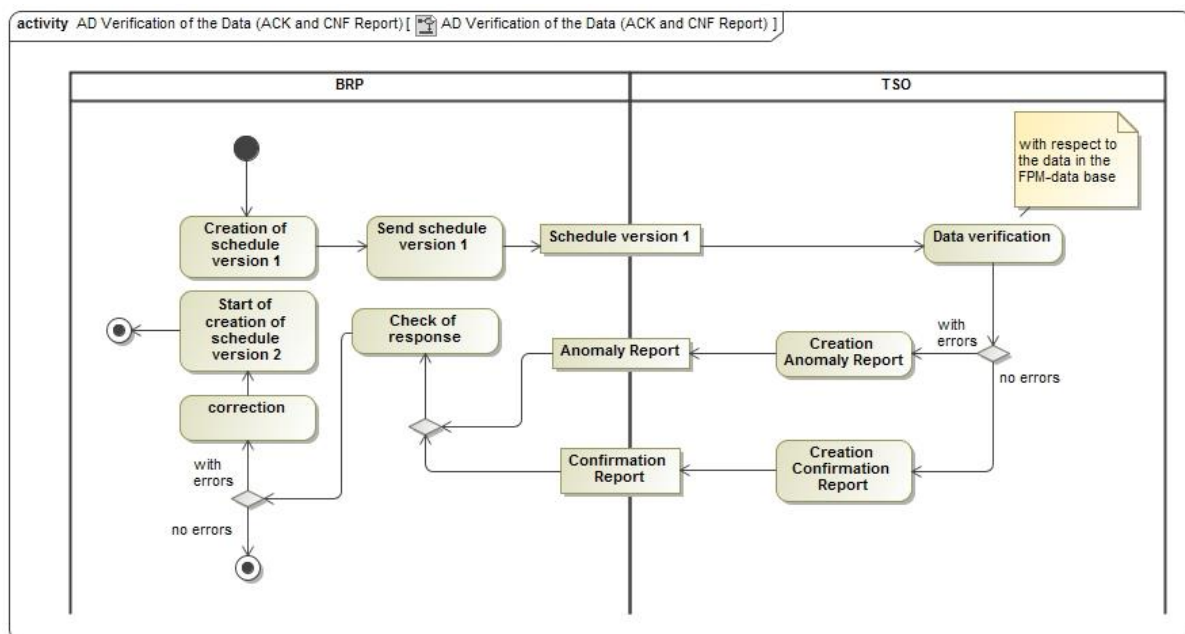 activity AD Verification of the Data (ACK and CNF Report) [ AD Verification of the Data (ACK and CNF Report) ]
BRP
TSO
with respect to
the data in the
FPM-data base
Creation of
schedule
version 1
Send schedule
version 1
Schedule version 1
Data verification
Start of
creation of
schedule
version 2
Check of
response
Anomaly Report
Creation
Anomaly Report
with
errors
no errors
correction
Confirmation
Report
Creation
Confirmation
Report
with
errors
no errors